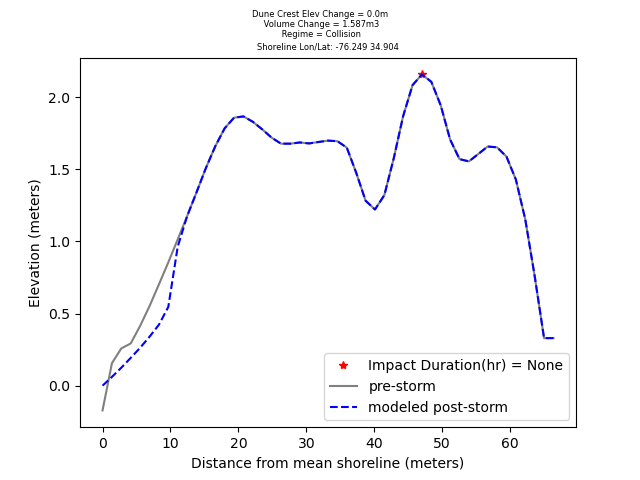 Dune Crest Elev Change = 0.0m
Volume Change = 1.587m3
Regime = Collision
Shoreline Lon/Lat: -76.249 34.904
2.0
1.5
1.0
0.5
0.0
Elevation (meters)
Impact Duration(hr) = None
pre-storm
modeled post-storm
0 10 20 30 40 50 60
Distance from mean shoreline (meters)